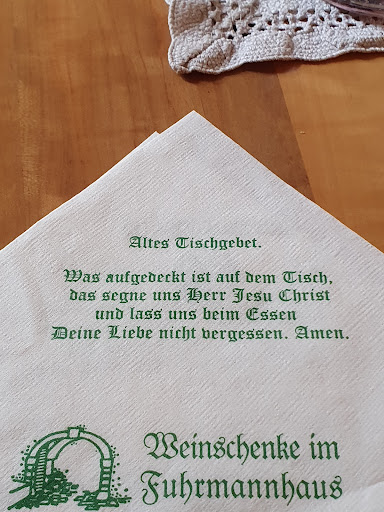 Altes Tischgebet.
Was aufgedeckt ist auf dem Tisch,
das segne uns Herr Jesu Christ
und lass uns beim Essen
Deine Liebe nicht vergessen. Amen.
Weinschenke im
Fuhrmannhaus